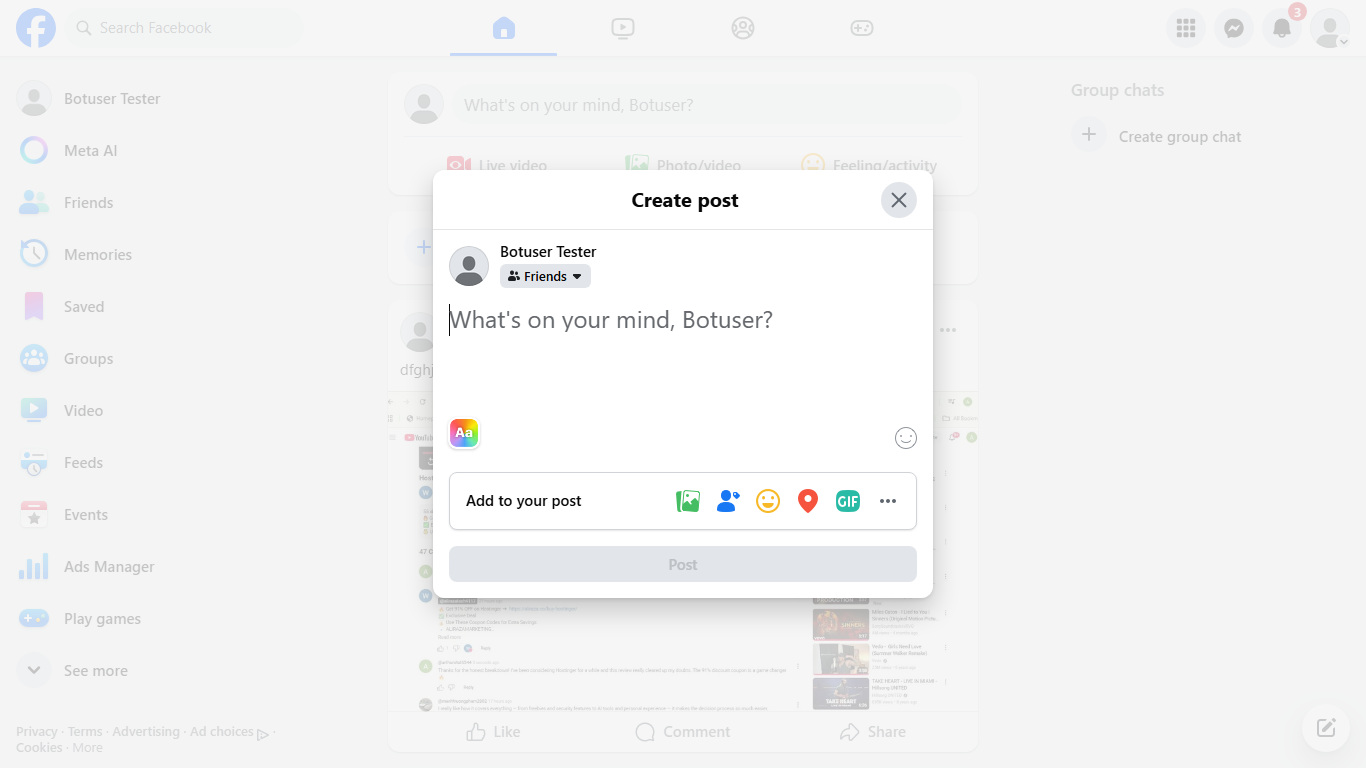 Search Facebook
3
Botuser Tester
Meta AI
Friends
Memories
Saved
Groups
Video
Feeds
Events
Ads Manager
Play games
See more
Privacy · Terms · Advertising · Ad choices ·
Cookies · More
What's on your mind, Botuser?
Live video
Photo/video
Feeling/activity
Create post
Botuser Tester
Friends
What's on your mind, Botuser?
Aa
Add to your post
GIF
Post
TAKE HEART
Like
Comment
Share
Group chats
Create group chat